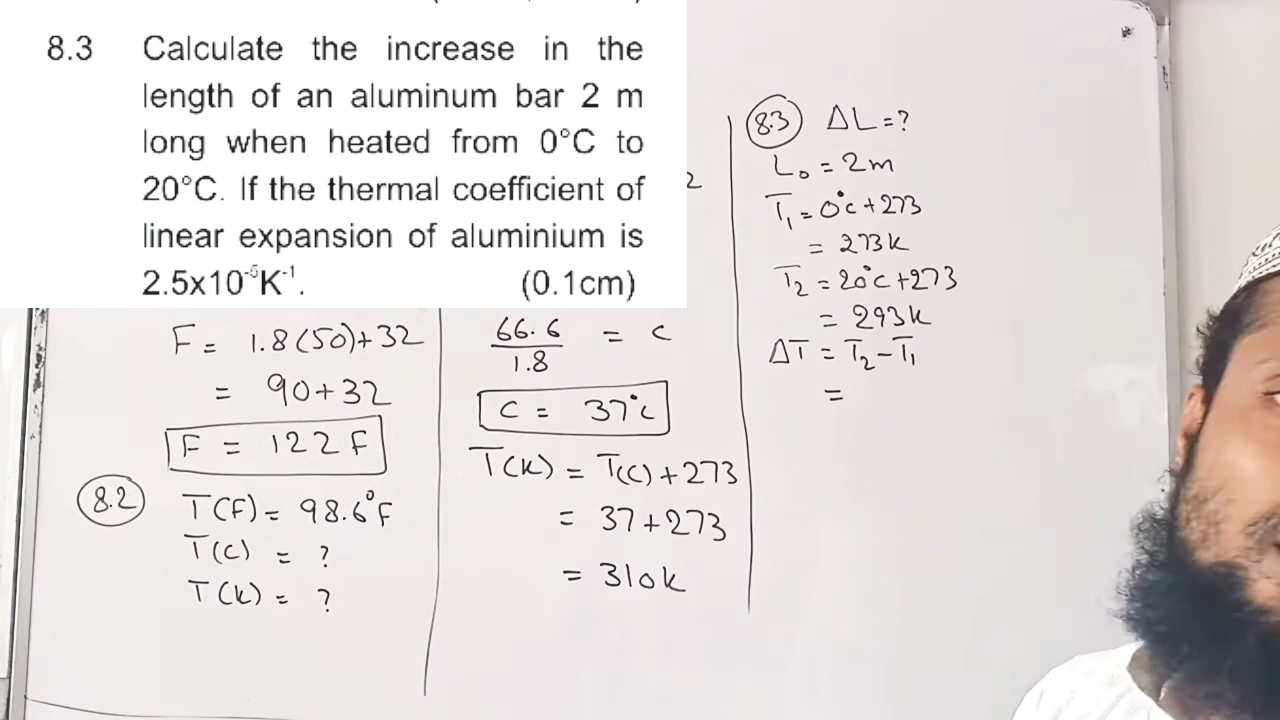 8.3 Calculate the increase in the
length of an aluminum bar 2 m
long when heated from 0°C to
20°C. If the thermal coefficient of
linear expansion of aluminium is
2.5x10⁻⁵K⁻¹. (0.1cm)
F = 1.8(50)+32
= 90+32
F = 122 F
8.2 T(F) = 98.6°F
T(C) = ?
T(K) = ?
2
66.6 / 1.8 = C
C = 37°C
T(K) = T(C)+273
= 37+273
= 310K
8.3 ΔL = ?
L₀ = 2m
T₁ = 0°C+273
= 273K
T₂ = 20°C+273
= 293K
ΔT = T₂-T₁
=